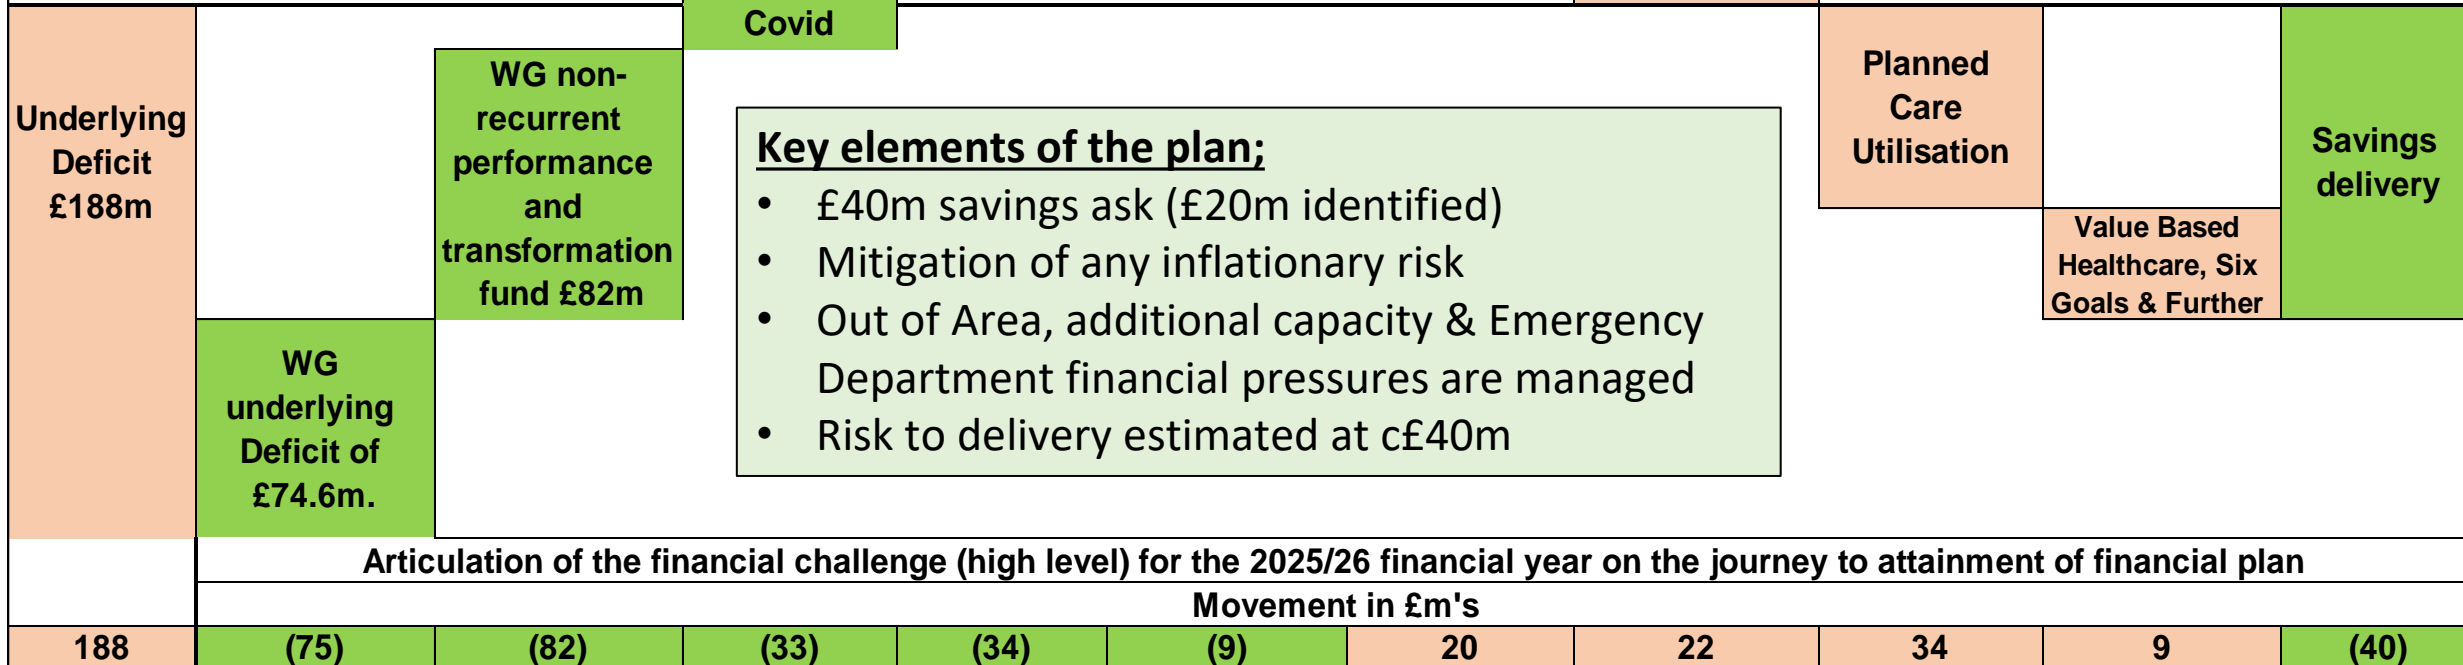 Underlying
Deficit
£188m
WG
underlying
Deficit of
£74.6m.
WG non-
recurrent
performance
and
transformation
fund £82m
Covid
Key elements of the plan;
• £40m savings ask (£20m identified)
• Mitigation of any inflationary risk
• Out of Area, additional capacity & Emergency
Department financial pressures are managed
• Risk to delivery estimated at c£40m
Planned
Care
Utilisation
Value Based
Healthcare, Six
Goals & Further
Savings
delivery
Articulation of the financial challenge (high level) for the 2025/26 financial year on the journey to attainment of financial plan
Movement in £m's
188 (75) (82) (33) (34) (9) 20 22 34 9 (40)